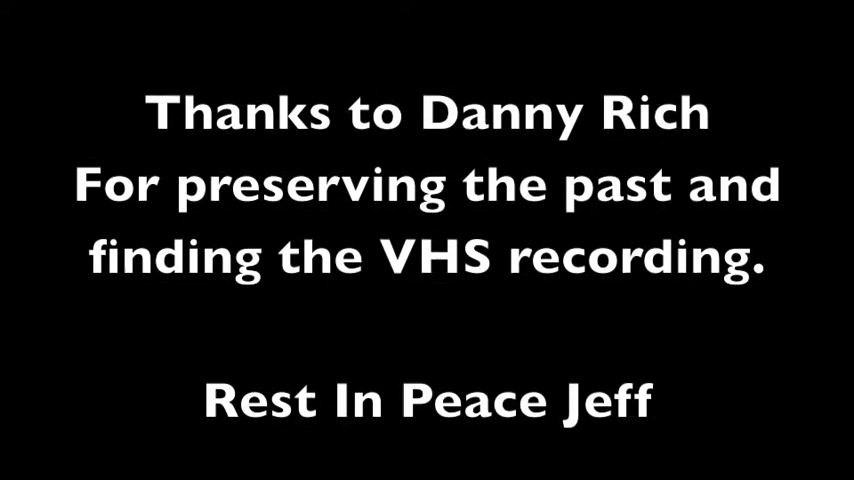 Thanks to Danny Rich
For preserving the past and
finding the VHS recording.
Rest In Peace Jeff